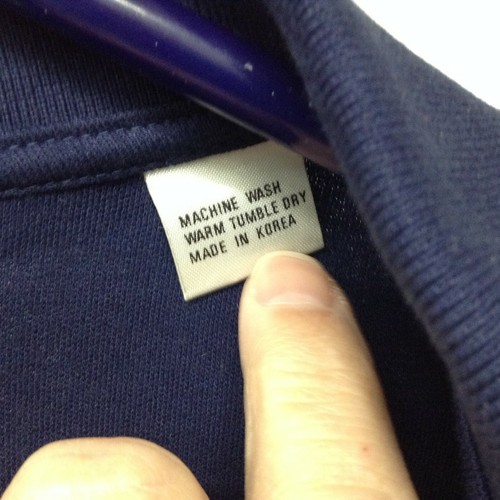 MACHINE WASH
WARM TUMBLE DRY
MADE IN KOREA